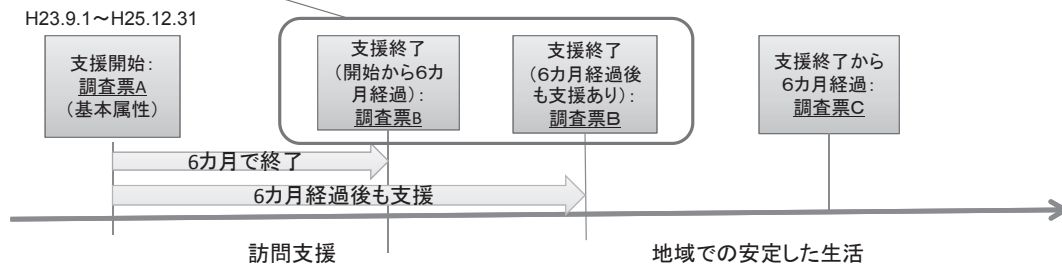 H23.9.1～H25.12.31
支援開始：
調査票A
（基本属性）
支援終了
（開始から6カ
月経過）：
調査票B
支援終了
（6カ月経過後
も支援あり）：
調査票B
支援終了から
6カ月経過：
調査票C
6カ月で終了
6カ月経過後も支援
訪問支援
地域での安定した生活